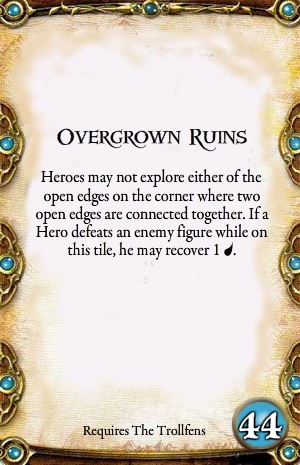 Overgrown Ruins
Heroes may not explore either of the
open edges on the corner where two
open edges are connected together. If a
Hero defeats an enemy figure while on
this tile, he may recover 1 .
Requires The Trollfens
44